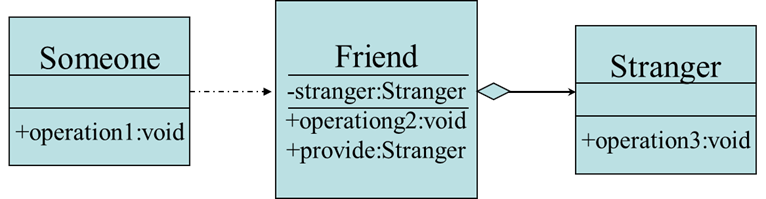 Someone
+operation1:void
Friend
-stranger:Stranger
+operationg2:void
+provide:Stranger
Stranger
+operation3:void